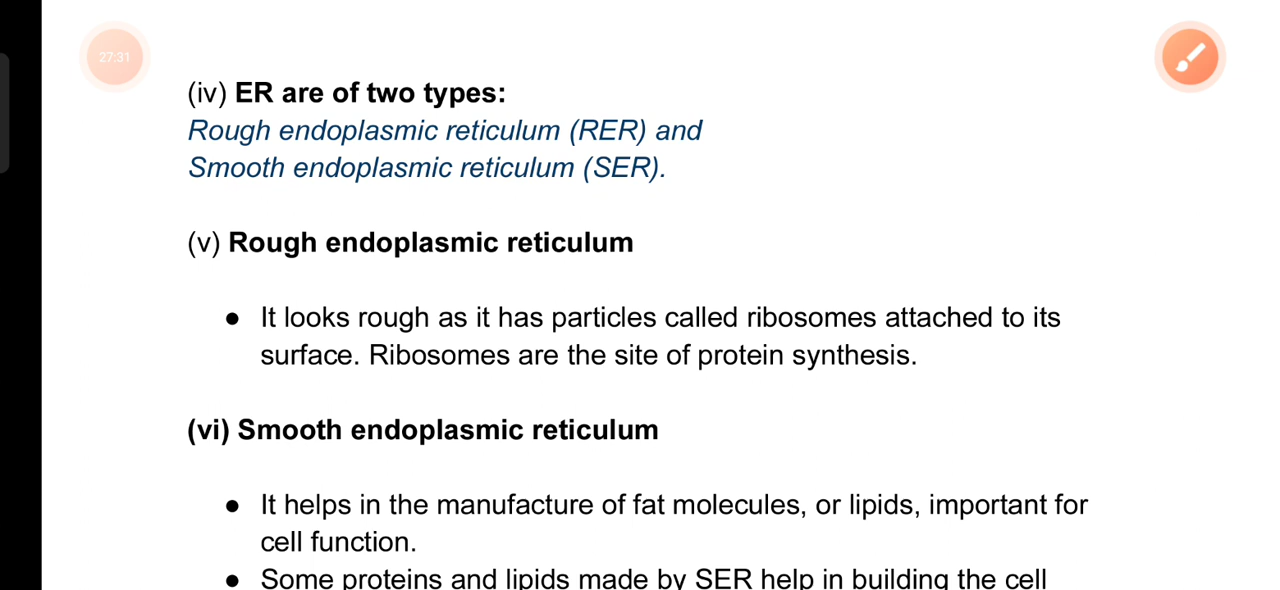 27:31
(iv) ER are of two types:
Rough endoplasmic reticulum (RER) and
Smooth endoplasmic reticulum (SER).
(v) Rough endoplasmic reticulum
● It looks rough as it has particles called ribosomes attached to its
surface. Ribosomes are the site of protein synthesis.
(vi) Smooth endoplasmic reticulum
● It helps in the manufacture of fat molecules, or lipids, important for
cell function.
● Some proteins and lipids made by SER help in building the cell